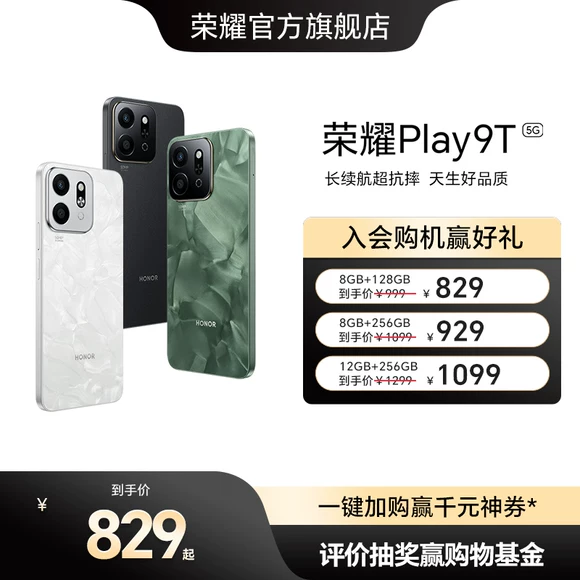 荣耀官方旗舰店
荣耀Play9T 5G
长续航超抗摔 天生好品质
入会购机赢好礼
8GB+128GB
到手价¥999 ¥829
8GB+256GB
到手价¥1099 ¥929
12GB+256GB
到手价¥1299 ¥1099
HONOR
HONOR
HONOR
到手价
¥829起
一键加购赢千元神券*
评价抽奖赢购物基金